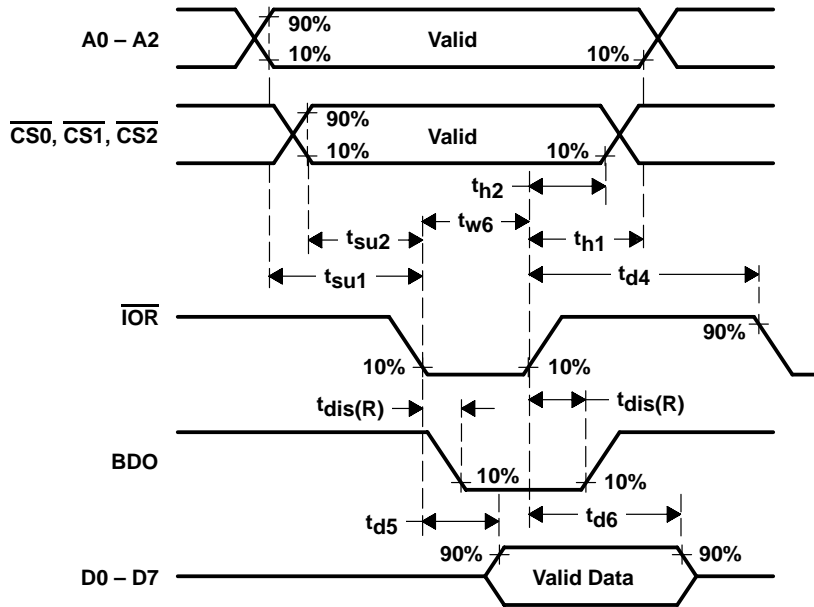 A0 – A2
90%
Valid
10%
10%
CS0, CS1, CS2
90%
Valid
10%
10%
th2
tw6
tsu2
th1
tsu1
td4
IOR
90%
10%
10%
tdis(R)
tdis(R)
BDO
10%
10%
td5
td6
90%
90%
D0 – D7
Valid Data